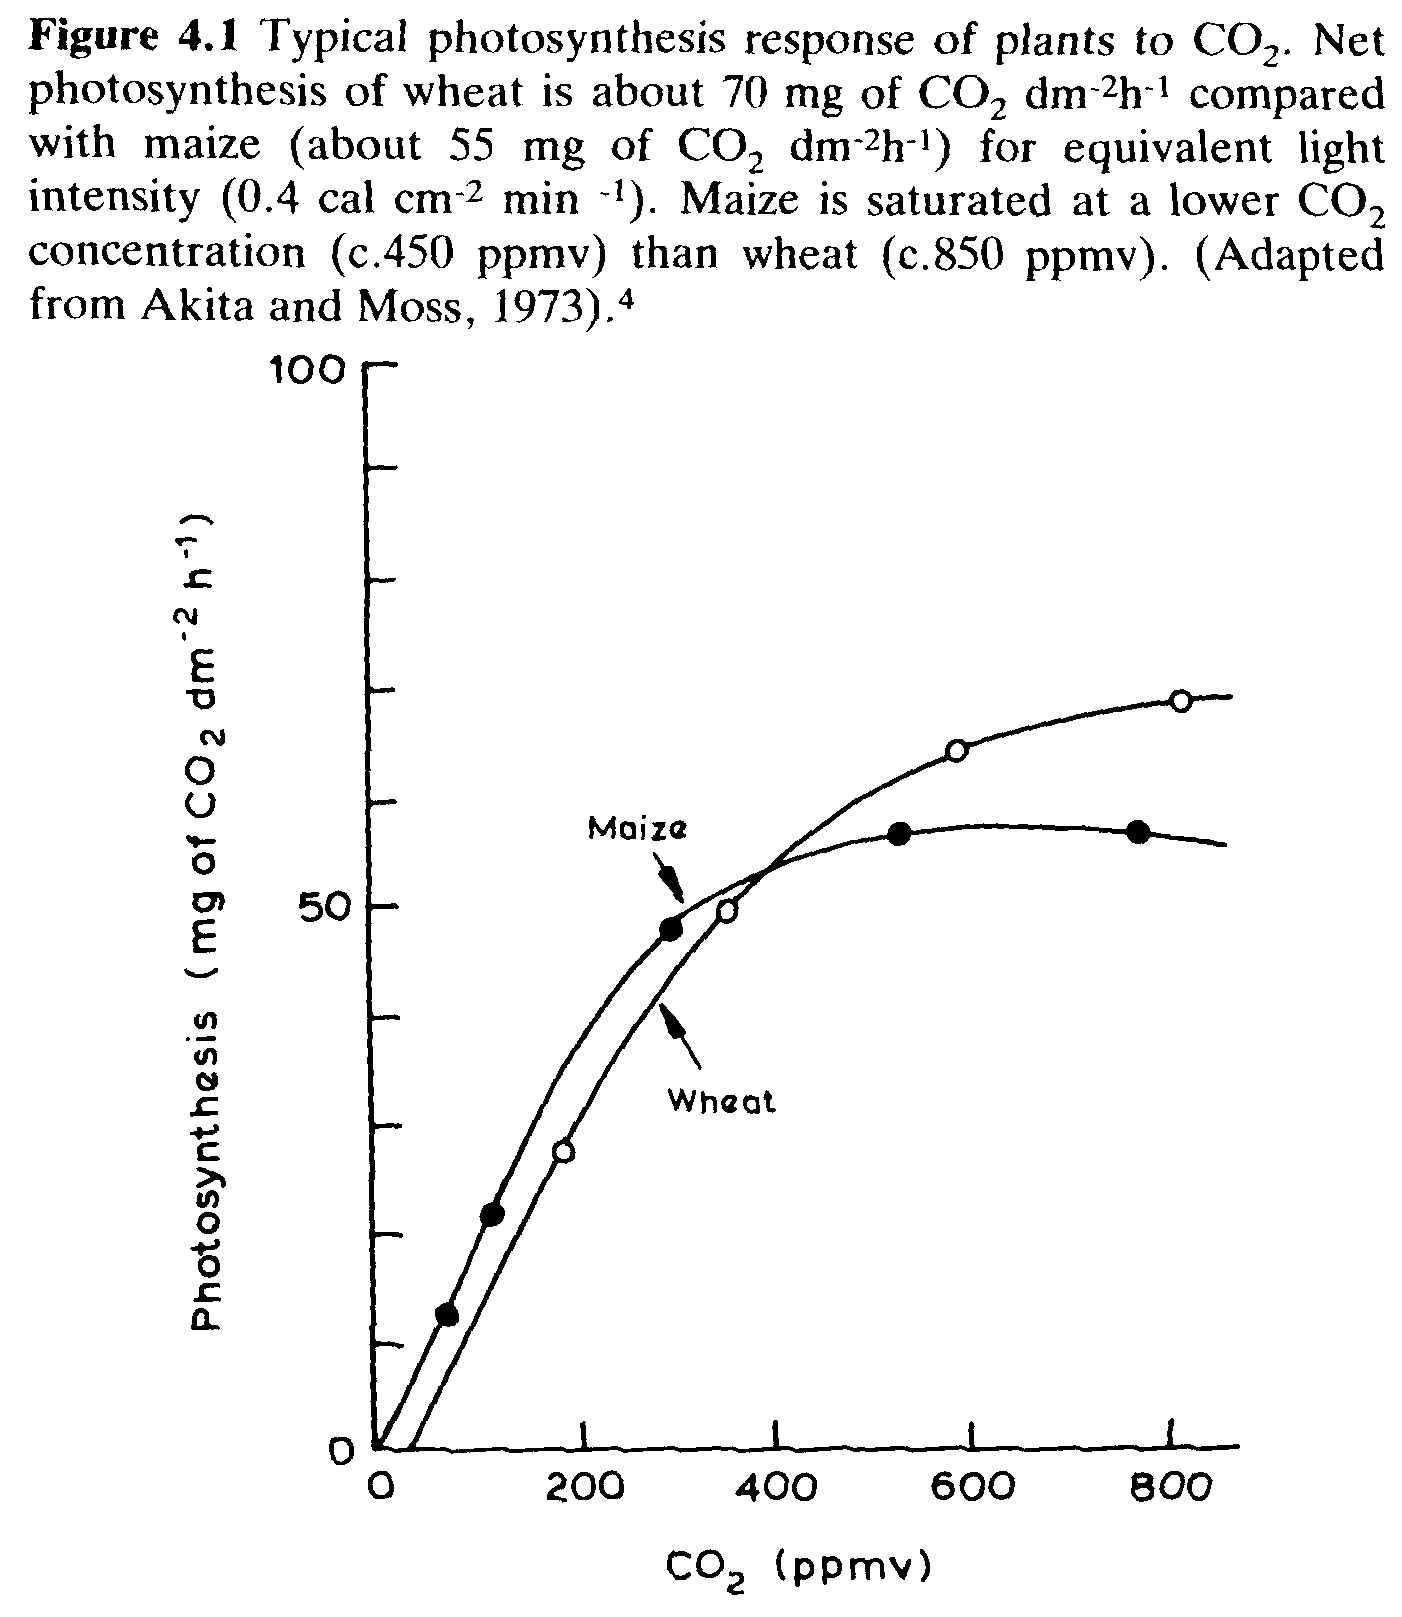 Figure 4.1 Typical photosynthesis response of plants to CO₂. Net
photosynthesis of wheat is about 70 mg of CO₂ dm⁻²h⁻¹ compared
with maize (about 55 mg of CO₂ dm⁻²h⁻¹) for equivalent light
intensity (0.4 cal cm⁻² min ⁻¹). Maize is saturated at a lower CO₂
concentration (c.450 ppmv) than wheat (c.850 ppmv). (Adapted
from Akita and Moss, 1973).⁴
100
Photosynthesis (mg of CO₂ dm⁻² h⁻¹)
Maize
50
Wheat
0
0 200 400 600 800
CO₂ (ppmv)